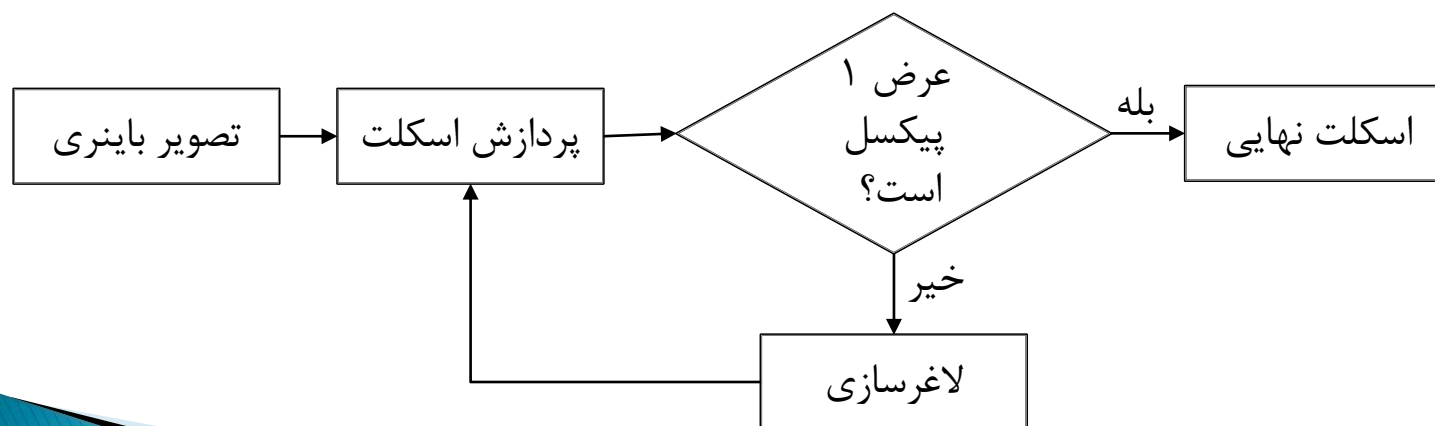 تصویر باینری
پردازش اسکلت
عرض ۱
پیکسل
است؟
بله
اسکلت نهایی
خیر
لاغرسازی